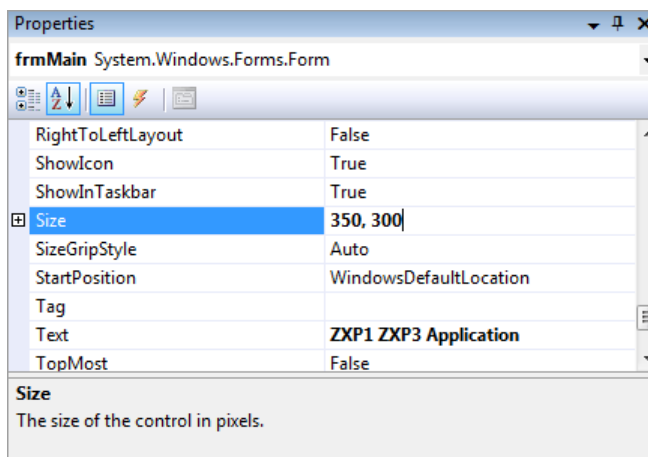 Properties
frmMain System.Windows.Forms.Form
A Z
RightToLeftLayout False
ShowIcon True
ShowInTaskbar True
Size 350, 300
SizeGripStyle Auto
StartPosition WindowsDefaultLocation
Tag
Text ZXP1 ZXP3 Application
TopMost False
Size
The size of the control in pixels.